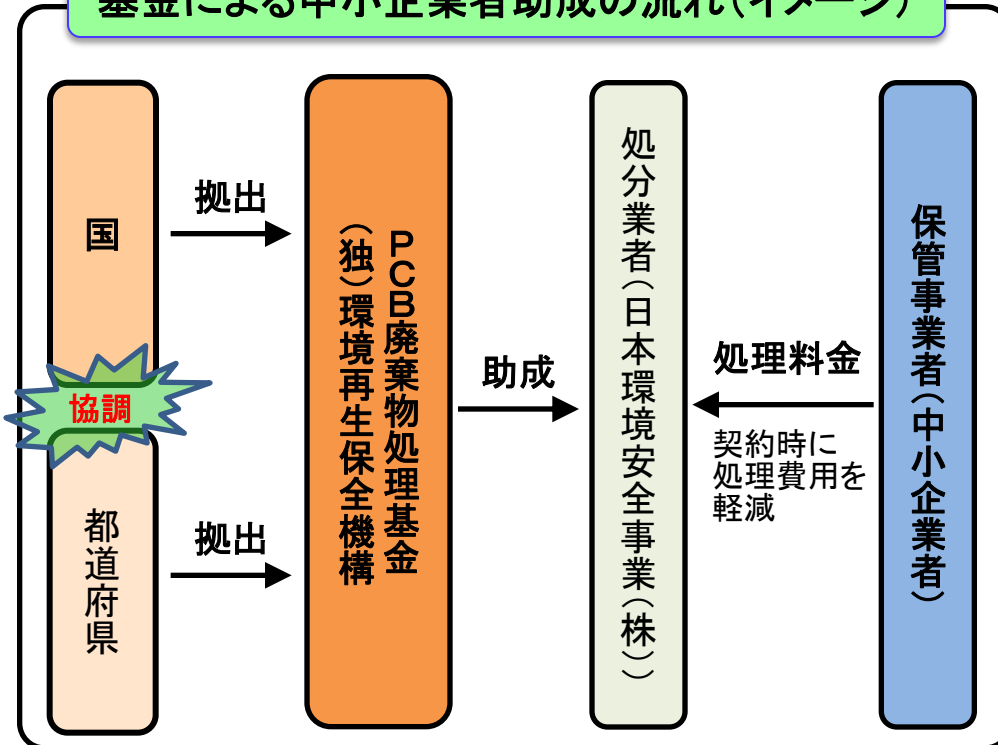 基金による中小企業者助成の流れ(イメージ)
国
協調
都道府県
拠出
拠出
PCB廃棄物処理基金
(独)環境再生保全機構
助成
処分業者(日本環境安全事業(株))
処理料金
契約時に
処理費用を
軽減
保管事業者(中小企業者)